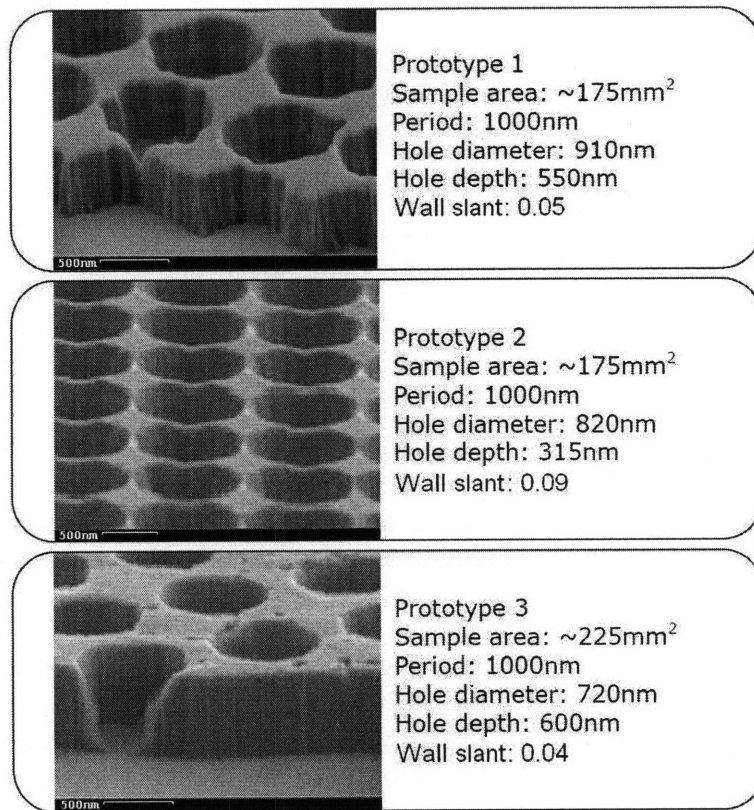 Prototype 1
Sample area: ~175mm²
Period: 1000nm
Hole diameter: 910nm
Hole depth: 550nm
Wall slant: 0.05
500nm
Prototype 2
Sample area: ~175mm²
Period: 1000nm
Hole diameter: 820nm
Hole depth: 315nm
Wall slant: 0.09
500nm
Prototype 3
Sample area: ~225mm²
Period: 1000nm
Hole diameter: 720nm
Hole depth: 600nm
Wall slant: 0.04
500nm